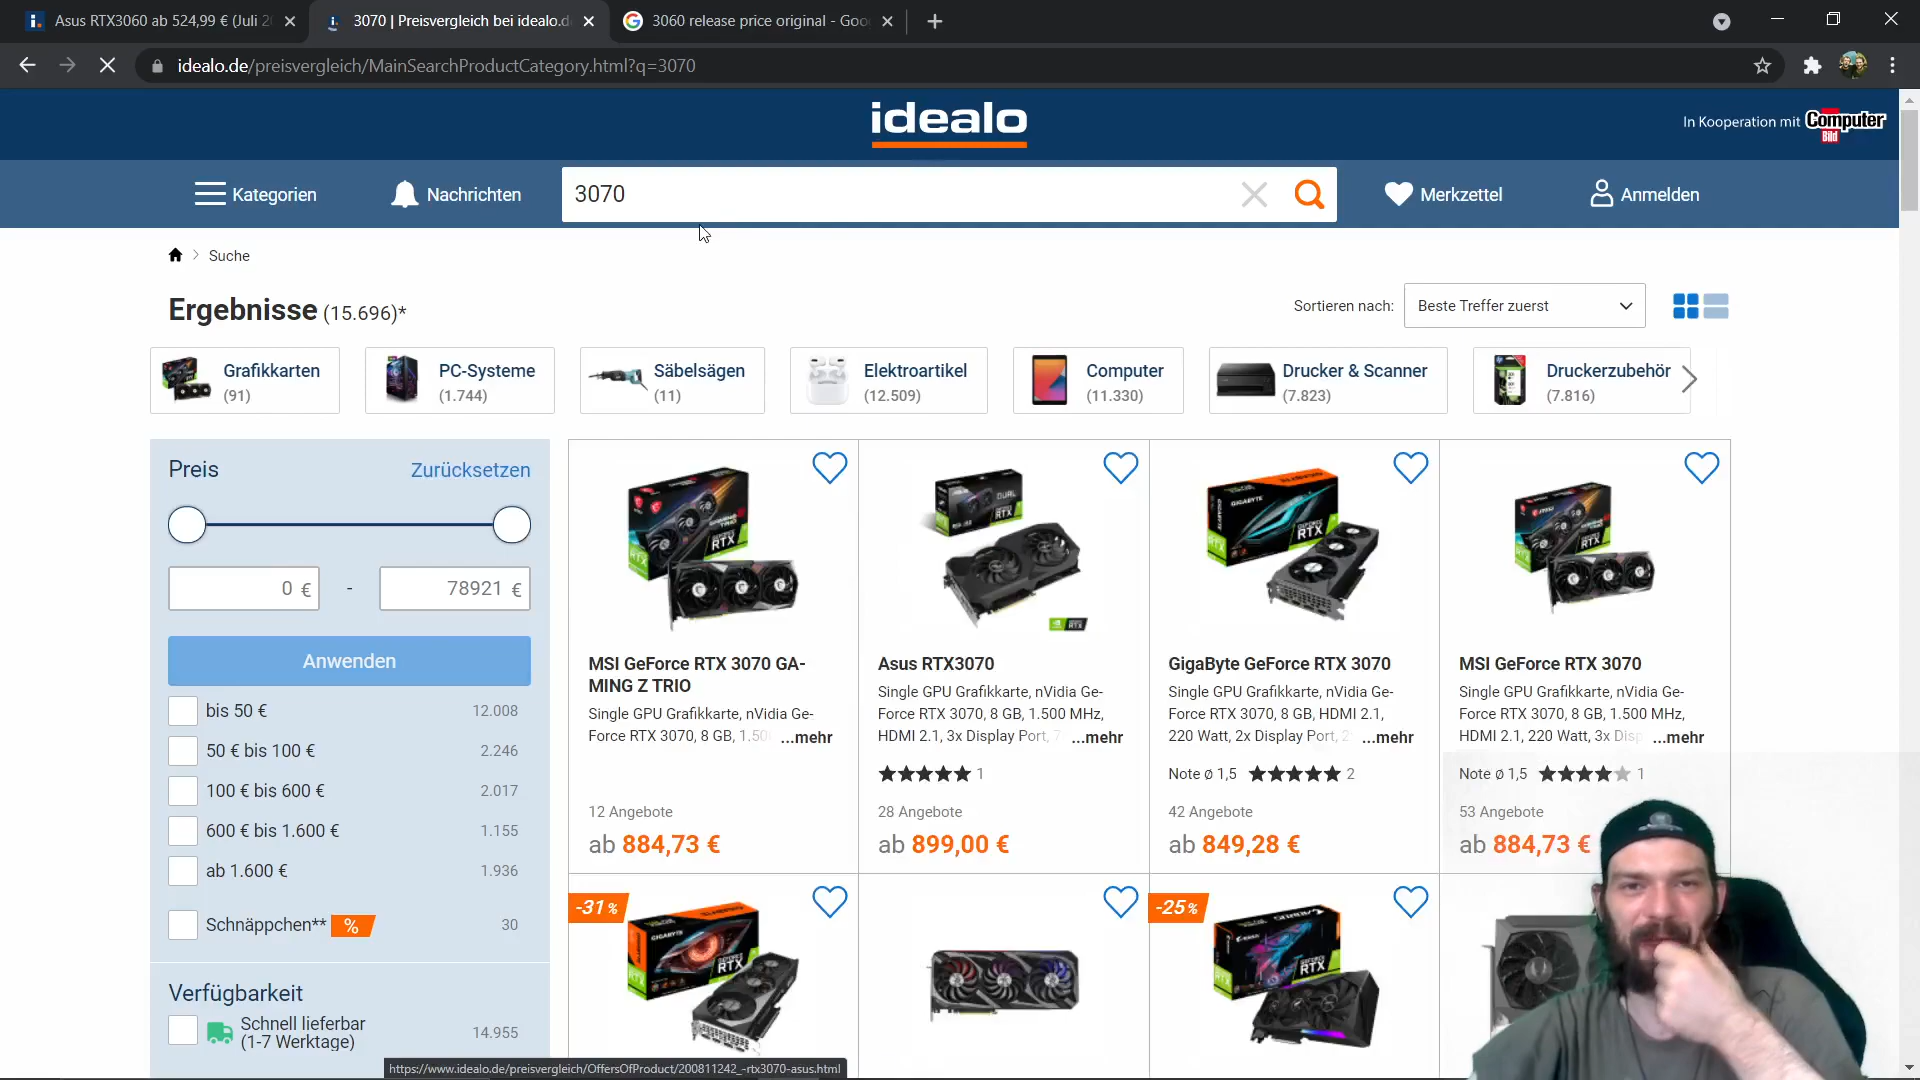 Asus RTX3060 ab 524,99 € (Juli 2
3070 | Preisvergleich bei idealo.d
3060 release price original - Goo
idealo.de/preisvergleich/MainSearchProductCategory.html?q=3070
idealo
In Kooperation mit Computer Bild
Kategorien
Nachrichten
3070
Merkzettel
Anmelden
Suche
Ergebnisse (15.696)*
Sortieren nach: Beste Treffer zuerst
Grafikkarten
(91)
PC-Systeme
(1.744)
Säbelsägen
(11)
Elektroartikel
(12.509)
Computer
(11.330)
Drucker & Scanner
(7.823)
Druckerzubehör
(7.816)
Preis
Zurücksetzen
0 € - 78921 €
Anwenden
bis 50 € 12.008
50 € bis 100 € 2.246
100 € bis 600 € 2.017
600 € bis 1.600 € 1.155
ab 1.600 € 1.936
Schnäppchen** % 30
Verfügbarkeit
Schnell lieferbar
(1-7 Werktage) 14.955
MSI GeForce RTX 3070 GA-
MING Z TRIO
Single GPU Grafikkarte, nVidia Ge-
Force RTX 3070, 8 GB, 1.50 ...mehr
12 Angebote
ab 884,73 €
Asus RTX3070
Single GPU Grafikkarte, nVidia Ge-
Force RTX 3070, 8 GB, 1.500 MHz,
HDMI 2.1, 3x Display Port, 7 ...mehr
1
28 Angebote
ab 899,00 €
GigaByte GeForce RTX 3070
Single GPU Grafikkarte, nVidia Ge-
Force RTX 3070, 8 GB, HDMI 2.1,
220 Watt, 2x Display Port, 2 ...mehr
Note ø 1,5 2
42 Angebote
ab 849,28 €
MSI GeForce RTX 3070
Single GPU Grafikkarte, nVidia Ge-
Force RTX 3070, 8 GB, 1.500 MHz,
HDMI 2.1, 220 Watt, 3x Disp ...mehr
Note ø 1,5 1
53 Angebote
ab 884,73 €
-31%
-25%
https://www.idealo.de/preisvergleich/OffersOfProduct/200811242_-rtx3070-asus.html